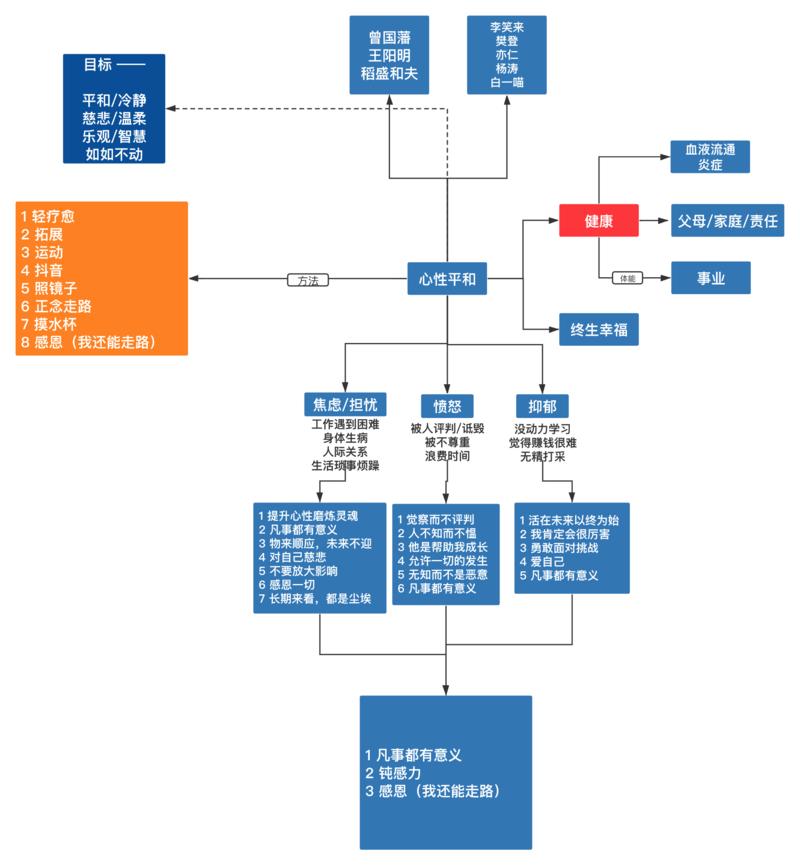 目标 ——
平和/冷静
慈悲/温柔
乐观/智慧
如如不动
曾国藩
王阳明
稻盛和夫
李笑来
樊登
亦仁
杨涛
白一喵
1 轻疗愈
2 拓展
3 运动
4 抖音
5 照镜子
6 正念走路
7 摸水杯
8 感恩（我还能走路）
方法
心性平和
健康
血液流通
炎症
父母/家庭/责任
体能
事业
终生幸福
焦虑/担忧
工作遇到困难
身体生病
人际关系
生活琐事烦躁
愤怒
被人评判/诋毁
被不尊重
浪费时间
抑郁
没动力学习
觉得赚钱很难
无精打采
1 提升心性磨炼灵魂
2 凡事都有意义
3 物来顺应，未来不迎
4 对自己慈悲
5 不要放大影响
6 感恩一切
7 长期来看，都是尘埃
1 觉察而不评判
2 人不知而不愠
3 他是帮助我成长
4 允许一切的发生
5 无知而不是恶意
6 凡事都有意义
1 活在未来以终为始
2 我肯定会很厉害
3 勇敢面对挑战
4 爱自己
5 凡事都有意义
1 凡事都有意义
2 钝感力
3 感恩（我还能走路）